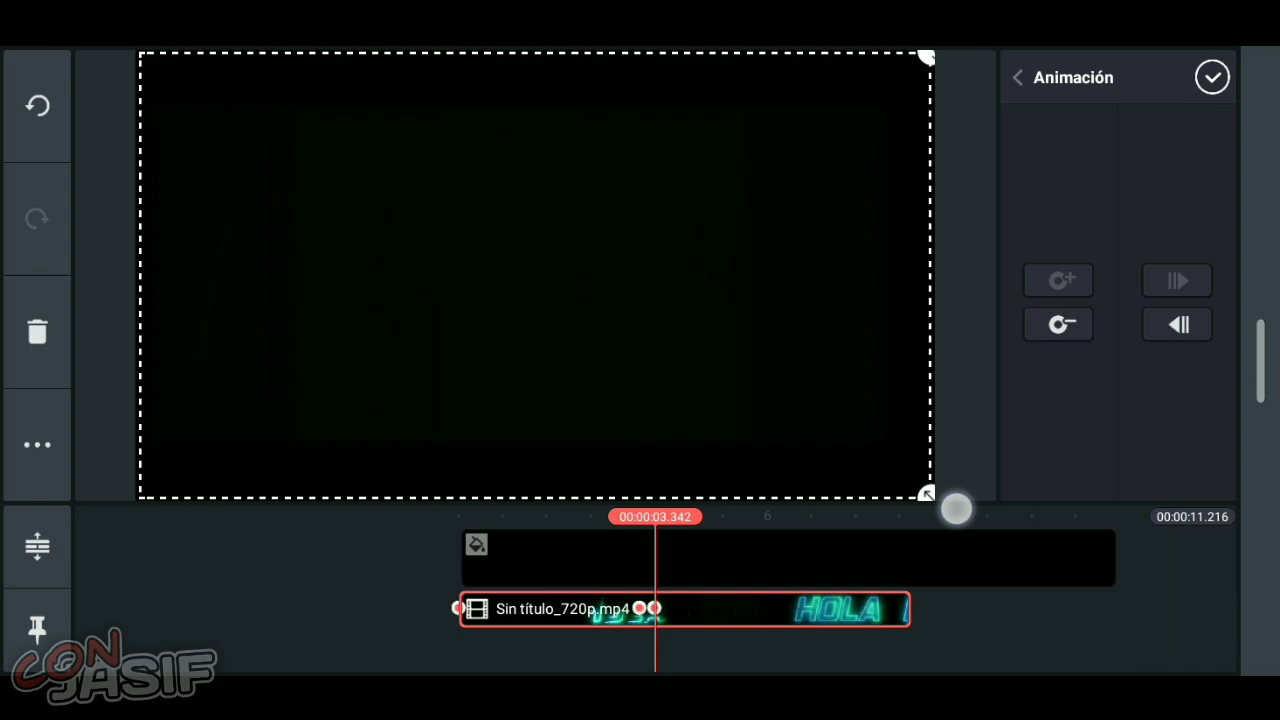 Animación
00:00:03.342
6
00:00:11.216
Sin título_720p.mp4
HOLA
CON
JASIF